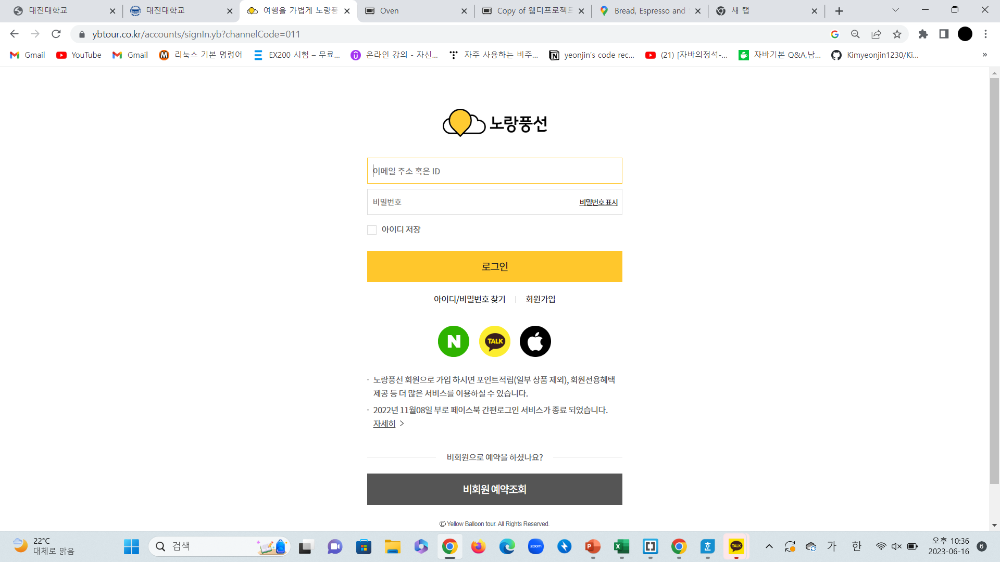 대진대학교
대진대학교
여행을 가볍게 노랑풍
Oven
Copy of 웹디프로젝트
Bread, Espresso and
새 탭
ybtour.co.kr/accounts/signIn.yb?channelCode=011
Gmail
YouTube
Gmail
리눅스 기본 명령어
EX200 시험 – 무료...
온라인 강의 - 자신...
자주 사용하는 비주...
yeonjin's code rec...
(21) [자바의정석-...
자바기본 Q&A,남...
Kimyeonjin1230/Ki...
»
노랑풍선
이메일 주소 혹은 ID
비밀번호
비밀번호 표시
아이디 저장
로그인
아이디/비밀번호 찾기
회원가입
N
TALK
· 노랑풍선 회원으로 가입 하시면 포인트적립(일부 상품 제외), 회원전용혜택
제공 등 더 많은 서비스를 이용하실 수 있습니다.
· 2022년 11월08일 부로 페이스북 간편로그인 서비스가 종료 되었습니다.
자세히 >
비회원으로 예약을 하셨나요?
비회원 예약조회
© Yellow Balloon tour. All Rights Reserved.
22°C
대체로 맑음
검색
zoom
TALK
가
한
오후 10:36
2023-06-16
6